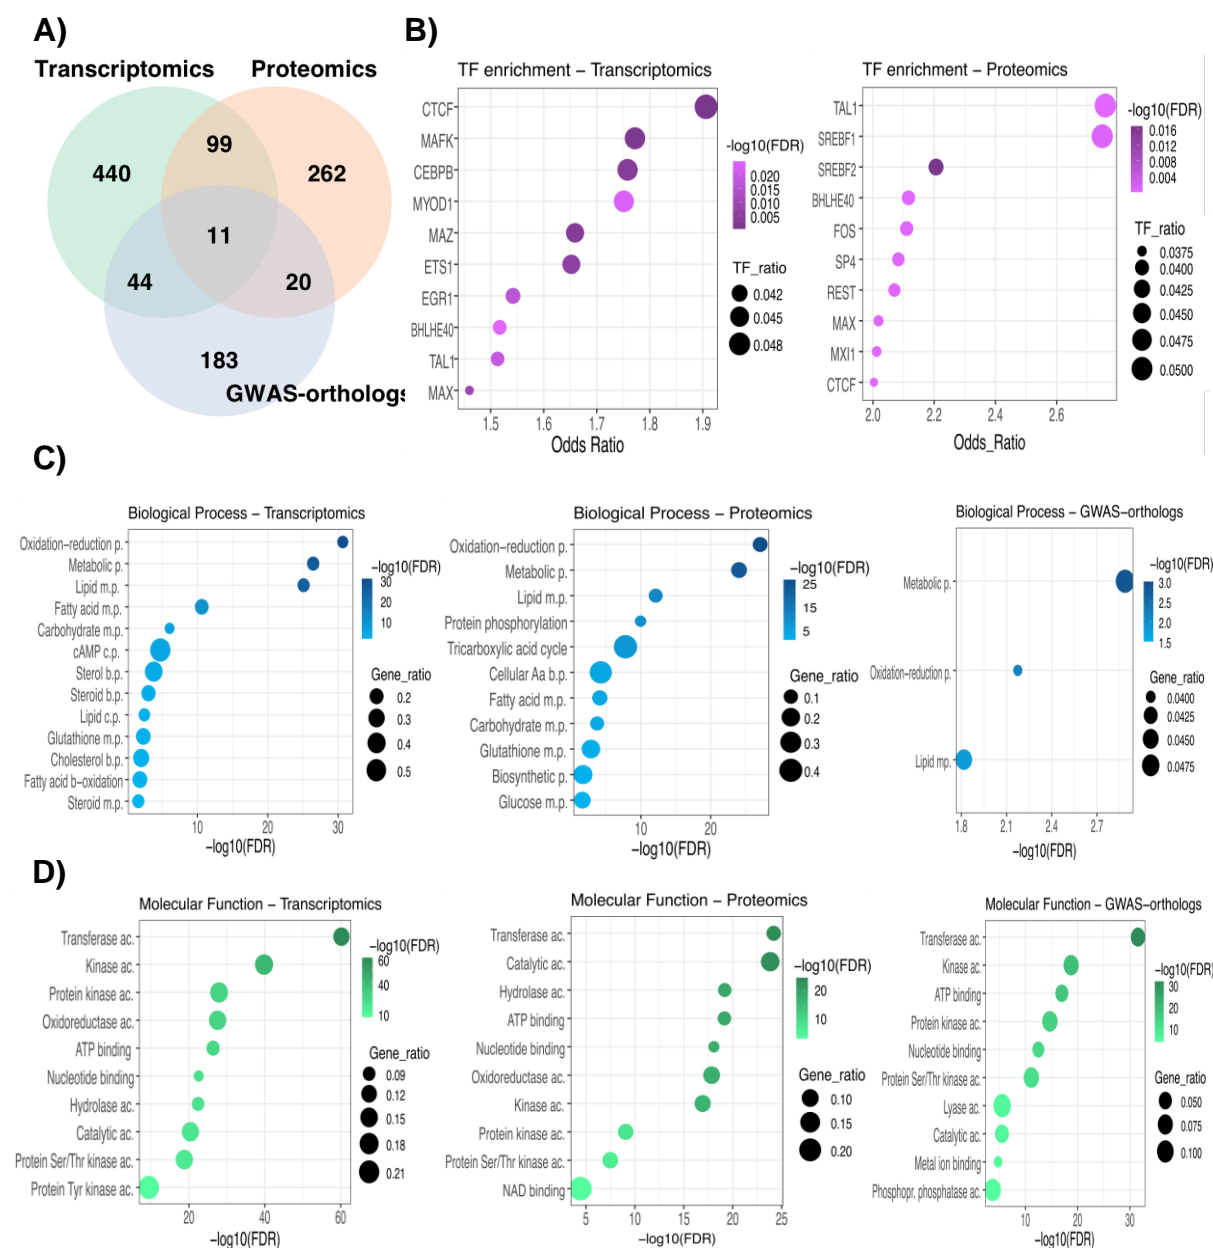 A)
B)
Transcriptomics
Proteomics
99
440
262
11
44
20
183
GWAS-orthologs
TF enrichment – Transcriptomics
CTCF
MAFK
CEBPB
MYOD1
MAZ
ETS1
EGR1
BHLHE40
TAL1
MAX
1.5 1.6 1.7 1.8 1.9
Odds Ratio
-log10(FDR)
0.020
0.015
0.010
0.005
TF_ratio
0.042
0.045
0.048
TF enrichment – Proteomics
TAL1
SREBF1
SREBF2
BHLHE40
FOS
SP4
REST
MAX
MXI1
CTCF
2.0 2.2 2.4 2.6
Odds_Ratio
-log10(FDR)
0.016
0.012
0.008
0.004
TF_ratio
0.0375
0.0400
0.0425
0.0450
0.0475
0.0500
C)
Biological Process – Transcriptomics
Oxidation–reduction p.
Metabolic p.
Lipid m.p.
Fatty acid m.p.
Carbohydrate m.p.
cAMP c.p.
Sterol b.p.
Steroid b.p.
Lipid c.p.
Glutathione m.p.
Cholesterol b.p.
Fatty acid b–oxidation
Steroid m.p.
10 20 30
–log10(FDR)
–log10(FDR)
30
20
10
Gene_ratio
0.2
0.3
0.4
0.5
Biological Process – Proteomics
Oxidation–reduction p.
Metabolic p.
Lipid m.p.
Protein phosphorylation
Tricarboxylic acid cycle
Cellular Aa b.p.
Fatty acid m.p.
Carbohydrate m.p.
Glutathione m.p.
Biosynthetic p.
Glucose m.p.
10 20
–log10(FDR)
–log10(FDR)
25
15
5
Gene_ratio
0.1
0.2
0.3
0.4
Biological Process – GWAS–orthologs
Metabolic p.
Oxidation–reduction p.
Lipid mp.
1.8 2.1 2.4 2.7
–log10(FDR)
–log10(FDR)
3.0
2.5
2.0
1.5
Gene_ratio
0.0400
0.0425
0.0450
0.0475
D)
Molecular Function – Transcriptomics
Transferase ac.
Kinase ac.
Protein kinase ac.
Oxidoreductase ac.
ATP binding
Nucleotide binding
Hydrolase ac.
Catalytic ac.
Protein Ser/Thr kinase ac.
Protein Tyr kinase ac.
20 40 60
–log10(FDR)
–log10(FDR)
60
40
10
Gene_ratio
0.09
0.12
0.15
0.18
0.21
Molecular Function – Proteomics
Transferase ac.
Catalytic ac.
Hydrolase ac.
ATP binding
Nucleotide binding
Oxidoreductase ac.
Kinase ac.
Protein kinase ac.
Protein Ser/Thr kinase ac.
NAD binding
5 10 15 20 25
–log10(FDR)
–log10(FDR)
20
10
Gene_ratio
0.10
0.15
0.20
Molecular Function – GWAS–orthologs
Transferase ac.
Kinase ac.
ATP binding
Protein kinase ac.
Nucleotide binding
Protein Ser/Thr kinase ac.
Lyase ac.
Catalytic ac.
Metal ion binding
Phosphopr. phosphatase ac.
10 20 30
–log10(FDR)
–log10(FDR)
30
20
10
Gene_ratio
0.050
0.075
0.100